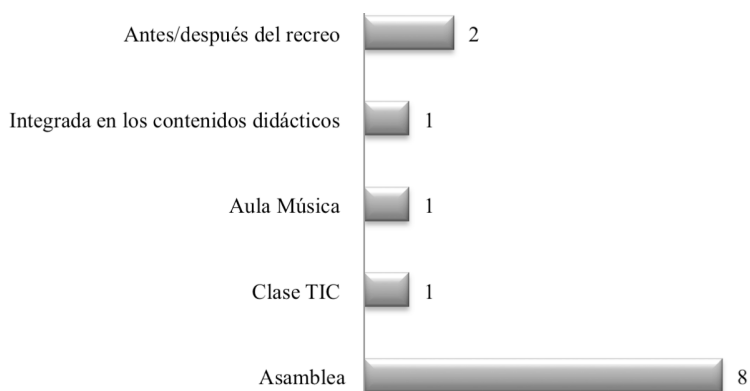 Antes/después del recreo 2
Integrada en los contenidos didácticos 1
Aula Música 1
Clase TIC 1
Asamblea 8